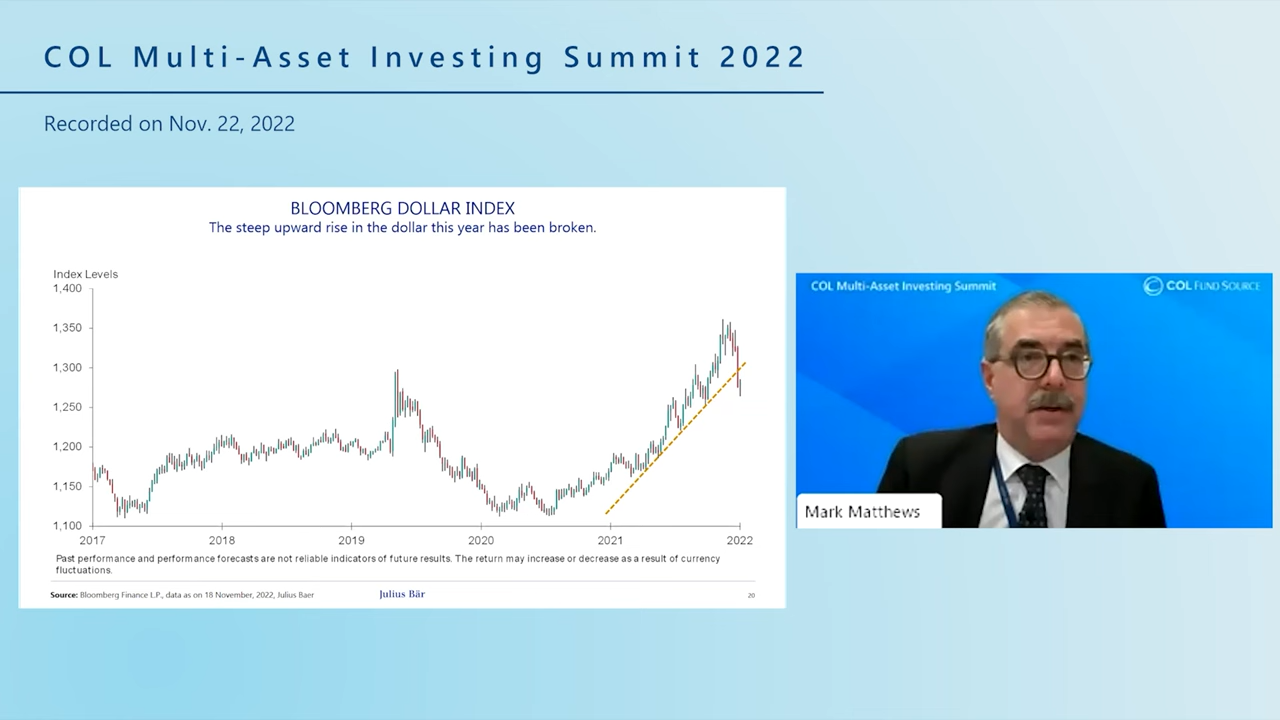 COL Multi-Asset Investing Summit 2022
Recorded on Nov. 22, 2022
BLOOMBERG DOLLAR INDEX
The steep upward rise in the dollar this year has been broken.
Index Levels
1,400
1,350
1,300
1,250
1,200
1,150
1,100
2017 2018 2019 2020 2021 2022
Past performance and performance forecasts are not reliable indicators of future results. The return may increase or decrease as a result of currency
fluctuations.
Source: Bloomberg Finance L.P., data as on 18 November, 2022, Julius Baer
Julius Bär
20
COL Multi-Asset Investing Summit
COL FUND SOURCE
Mark Matthews